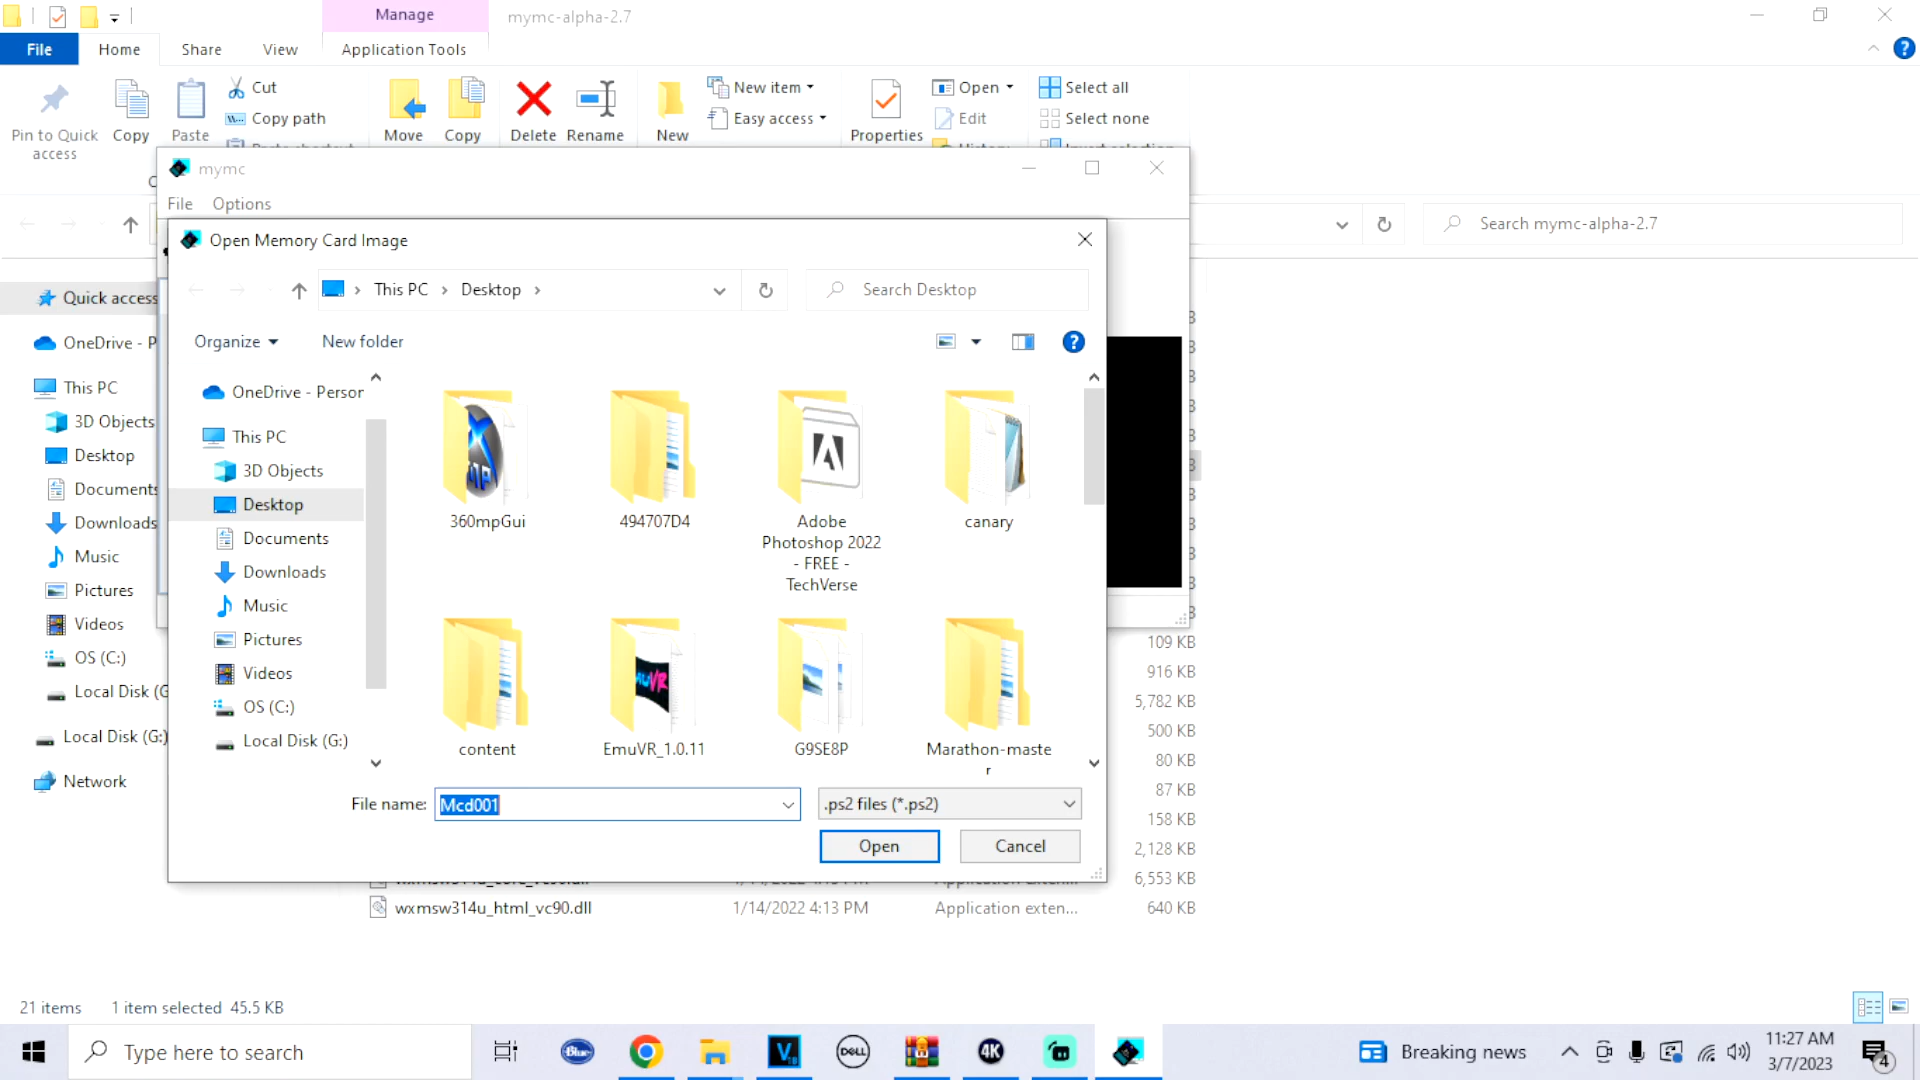 Manage
mymc-alpha-2.7
File
Home
Share
View
Application Tools
Pin to Quick access
Copy
Paste
Cut
Copy path
Move
Copy
Delete
Rename
New
New item
Easy access
Properties
Open
Edit
Select all
Select none
mymc
File
Options
Search mymc-alpha-2.7
Open Memory Card Image
This PC
Desktop
Search Desktop
Organize
New folder
Quick access
OneDrive - P
This PC
3D Objects
Desktop
Documents
Downloads
Music
Pictures
Videos
OS (C:)
Local Disk (G
Local Disk (G:)
Network
OneDrive - Person
This PC
3D Objects
Desktop
Documents
Downloads
Music
Pictures
Videos
OS (C:)
Local Disk (G:)
360mpGui
494707D4
Adobe
Photoshop 2022
- FREE -
TechVerse
canary
content
EmuVR_1.0.11
G9SE8P
Marathon-maste
r
File name:
Mcd001
.ps2 files (*.ps2)
Open
Cancel
109 KB
916 KB
5,782 KB
500 KB
80 KB
87 KB
158 KB
2,128 KB
6,553 KB
wxmsw314u_html_vc90.dll
1/14/2022 4:13 PM
Application exten...
640 KB
21 items
1 item selected 45.5 KB
Type here to search
Blue
DELL
4K
Breaking news
11:27 AM
3/7/2023
4